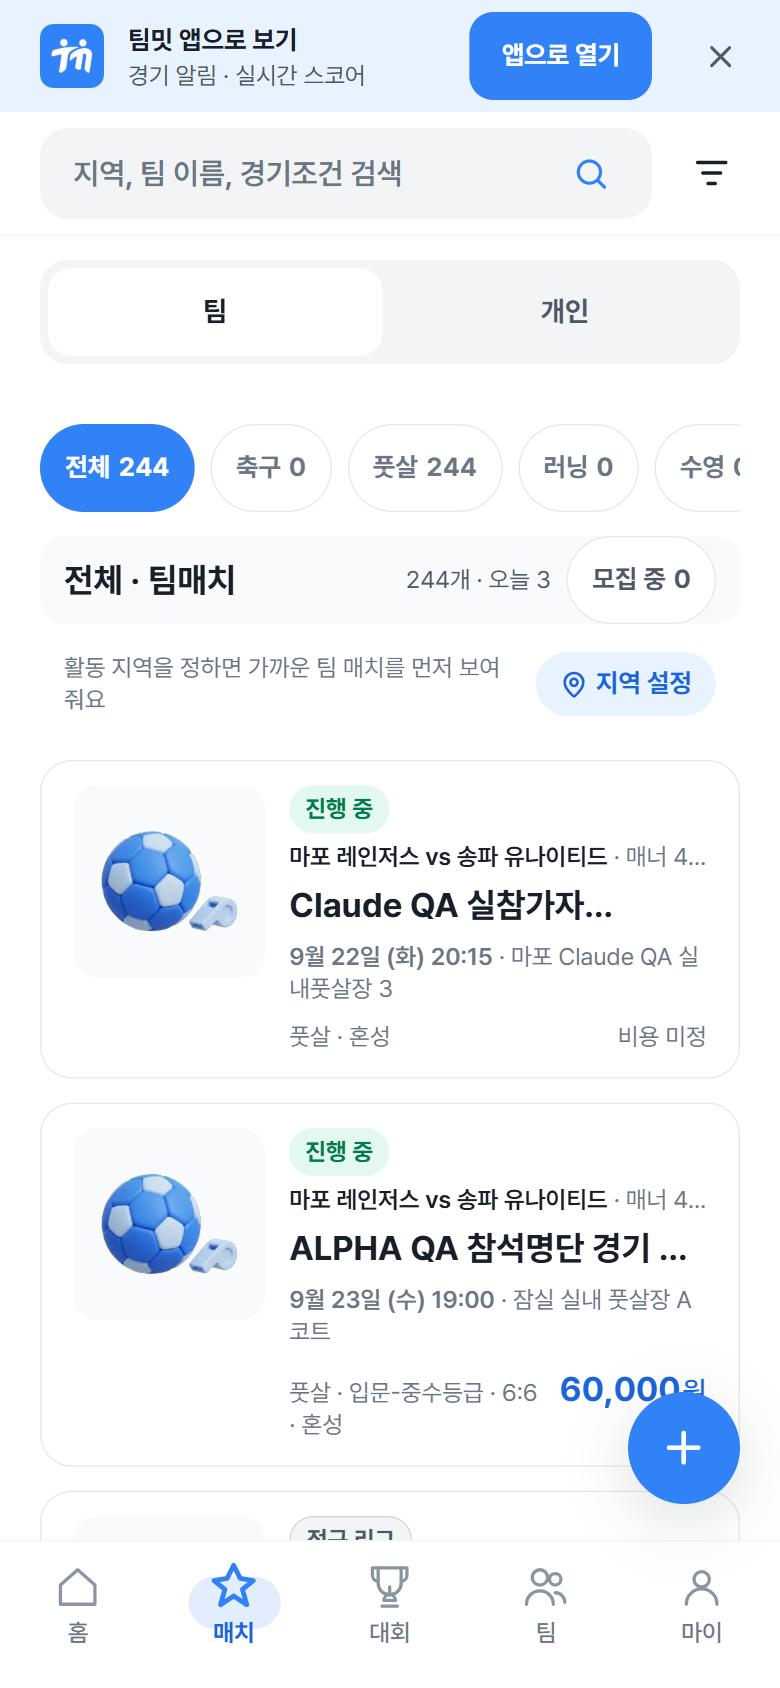 팀밋 앱으로 보기
경기 알림 · 실시간 스코어
앱으로 열기
지역, 팀 이름, 경기조건 검색
팀
개인
전체 244
축구 0
풋살 244
러닝 0
수영
전체 · 팀매치
244개 · 오늘 3
모집 중 0
활동 지역을 정하면 가까운 팀 매치를 먼저 보여
줘요
지역 설정
진행 중
마포 레인저스 vs 송파 유나이티드 · 매너 4...
Claude QA 실참가자...
9월 22일 (화) 20:15 · 마포 Claude QA 실
내풋살장 3
풋살 · 혼성
비용 미정
진행 중
마포 레인저스 vs 송파 유나이티드 · 매너 4...
ALPHA QA 참석명단 경기 ...
9월 23일 (수) 19:00 · 잠실 실내 풋살장 A
코트
풋살 · 입문-중수등급 · 6:6
· 혼성
60,000원
정규 리그
홈
매치
대회
팀
마이